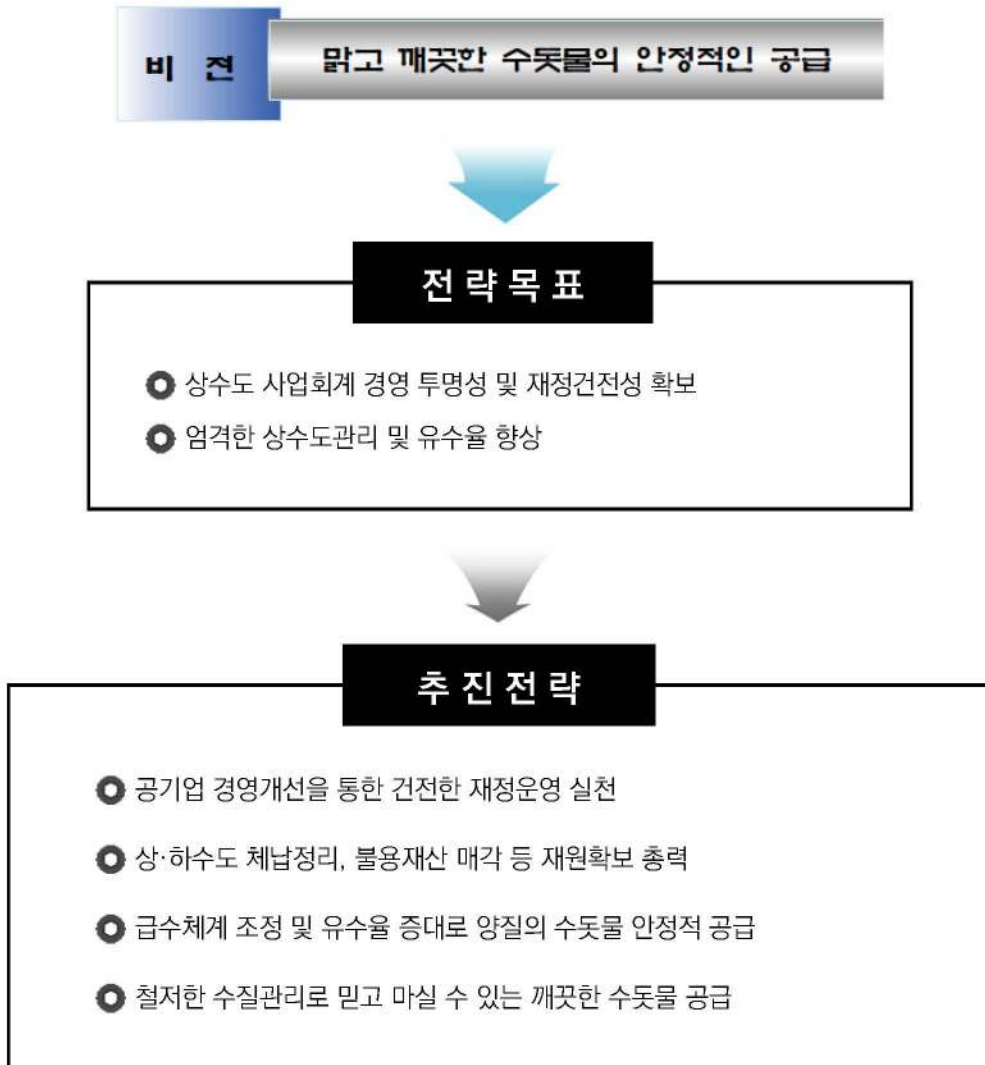 비 젼
맑고 깨끗한 수돗물의 안정적인 공급
전략목표
상수도 사업회계 경영 투명성 및 재정건전성 확보
엄격한 상수도관리 및 유수율 향상
추진전략
공기업 경영개선을 통한 건전한 재정운영 실천
상·하수도 체납정리, 불용재산 매각 등 재원확보 총력
급수체계 조정 및 유수율 증대로 양질의 수돗물 안정적 공급
철저한 수질관리로 믿고 마실 수 있는 깨끗한 수돗물 공급